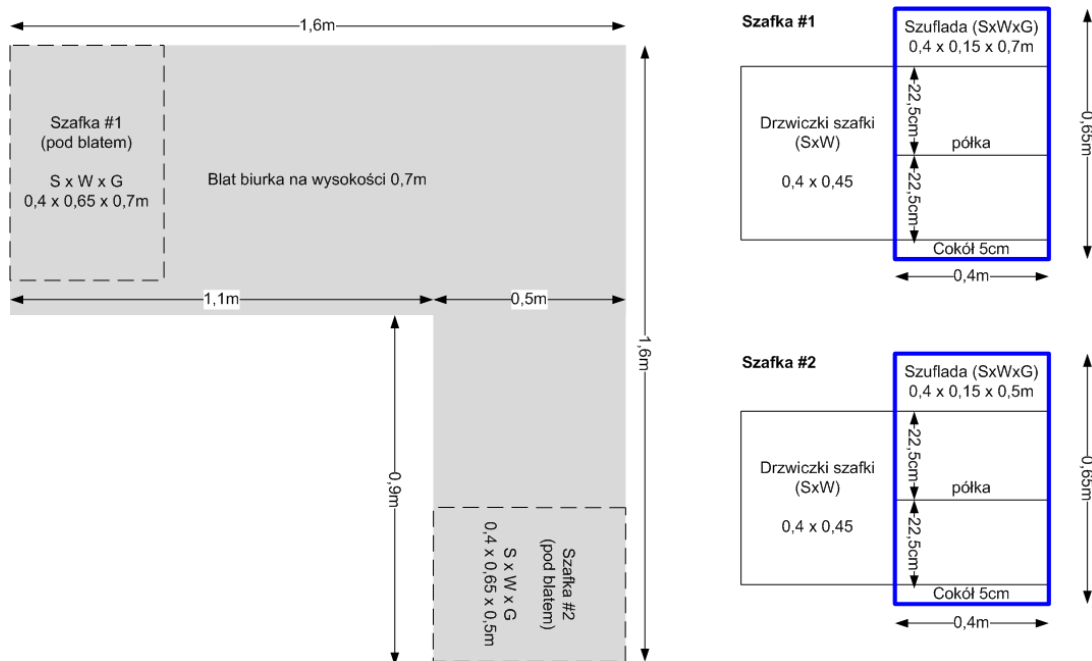 1,6m
Szafka #1
(pod blatem)
S x W x G
0,4 x 0,65 x 0,7m
Blat biurka na wysokości 0,7m
1,1m
0,5m
1,6m
0,9m
Szafka #2
(pod blatem)
S x W x G
0,4 x 0,65 x 0,5m
Szafka #1
Szuflada (SxWxG)
0,4 x 0,15 x 0,7m
22,5cm
Drzwiczki szafki
(SxW)
0,4 x 0,45
półka
22,5cm
Cokół 5cm
0,4m
0,65m
Szafka #2
Szuflada (SxWxG)
0,4 x 0,15 x 0,5m
22,5cm
Drzwiczki szafki
(SxW)
0,4 x 0,45
półka
22,5cm
Cokół 5cm
0,4m
0,65m